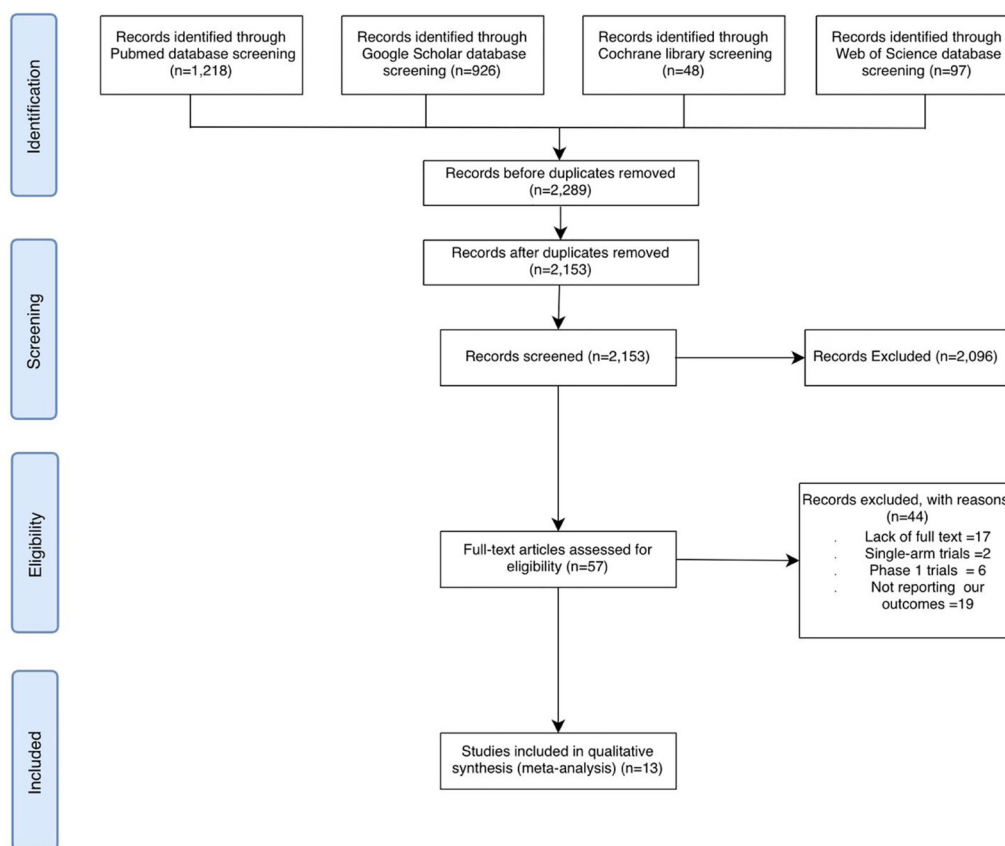 Identification
Records identified through
Pubmed database screening
(n=1,218)
Records identified through
Google Scholar database
screening (n=926)
Records identified through
Cochrane library screening
(n=48)
Records identified through
Web of Science database
screening (n=97)
Records before duplicates removed
(n=2,289)
Screening
Records after duplicates removed
(n=2,153)
Records screened (n=2,153)
Records Excluded (n=2,096)
Eligibility
Full-text articles assessed for
eligibility (n=57)
Records excluded, with reasons
(n=44)
. Lack of full text =17
. Single-arm trials =2
. Phase 1 trials = 6
. Not reporting our
outcomes =19
Included
Studies included in qualitative
synthesis (meta-analysis) (n=13)